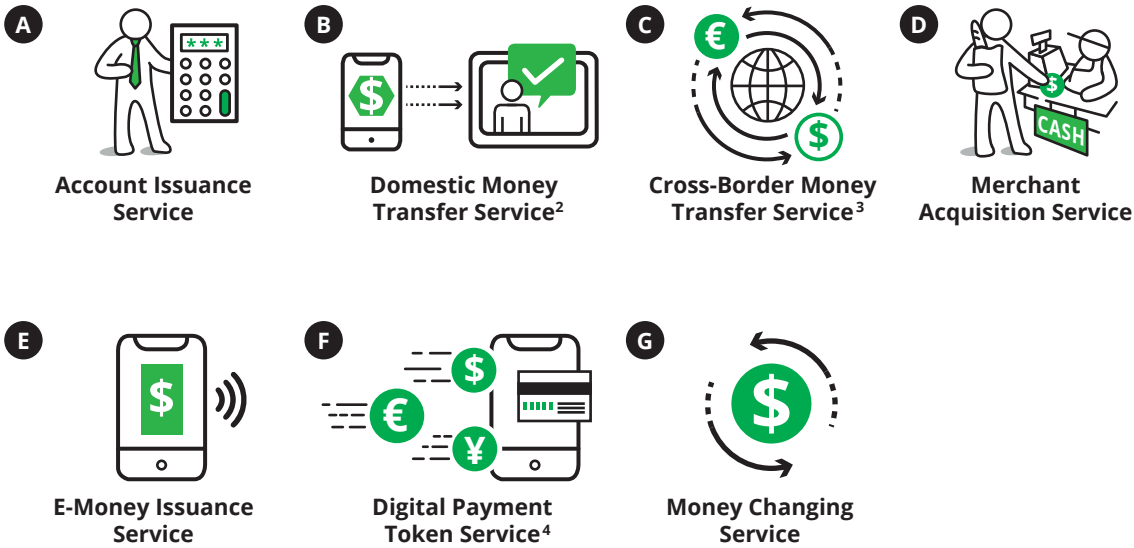 A
***
Account Issuance
Service
B
$
Domestic Money
Transfer Service²
C
€
$
Cross-Border Money
Transfer Service³
D
$
CASH
Merchant
Acquisition Service
E
$
E-Money Issuance
Service
F
$
€
¥
Digital Payment
Token Service⁴
G
$
Money Changing
Service